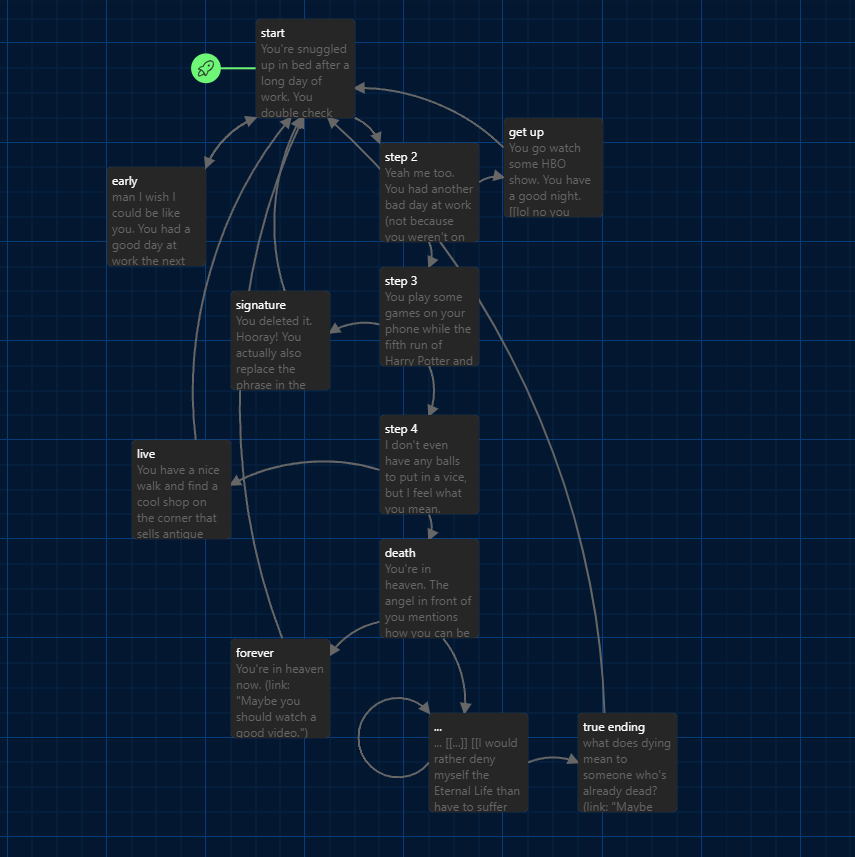 start
You're snuggled
up in bed after a
long day of
work. You
double check
get up
You go watch
some HBO
show. You have
a good night.
[[lol no you
step 2
Yeah me too.
You had another
bad day at work
(not because
you weren't on
early
man I wish I
could be like
you. You had a
good day at
work the next
step 3
You play some
games on your
phone while the
fifth run of
Harry Potter and
signature
You deleted it.
Hooray! You
actually also
replace the
phrase in the
step 4
I don't even
have any balls
to put in a vice,
but I feel what
you mean.
live
You have a nice
walk and find a
cool shop on
the corner that
sells antique
death
You're in
heaven. The
angel in front of
you mentions
how you can be
forever
You're in heaven
now. (link:
"Maybe you
should watch a
good video.")
...
... [[...]] [[I would
rather deny
myself the
Eternal Life than
have to suffer
true ending
what does dying
mean to
someone who's
already dead?
(link: "Maybe